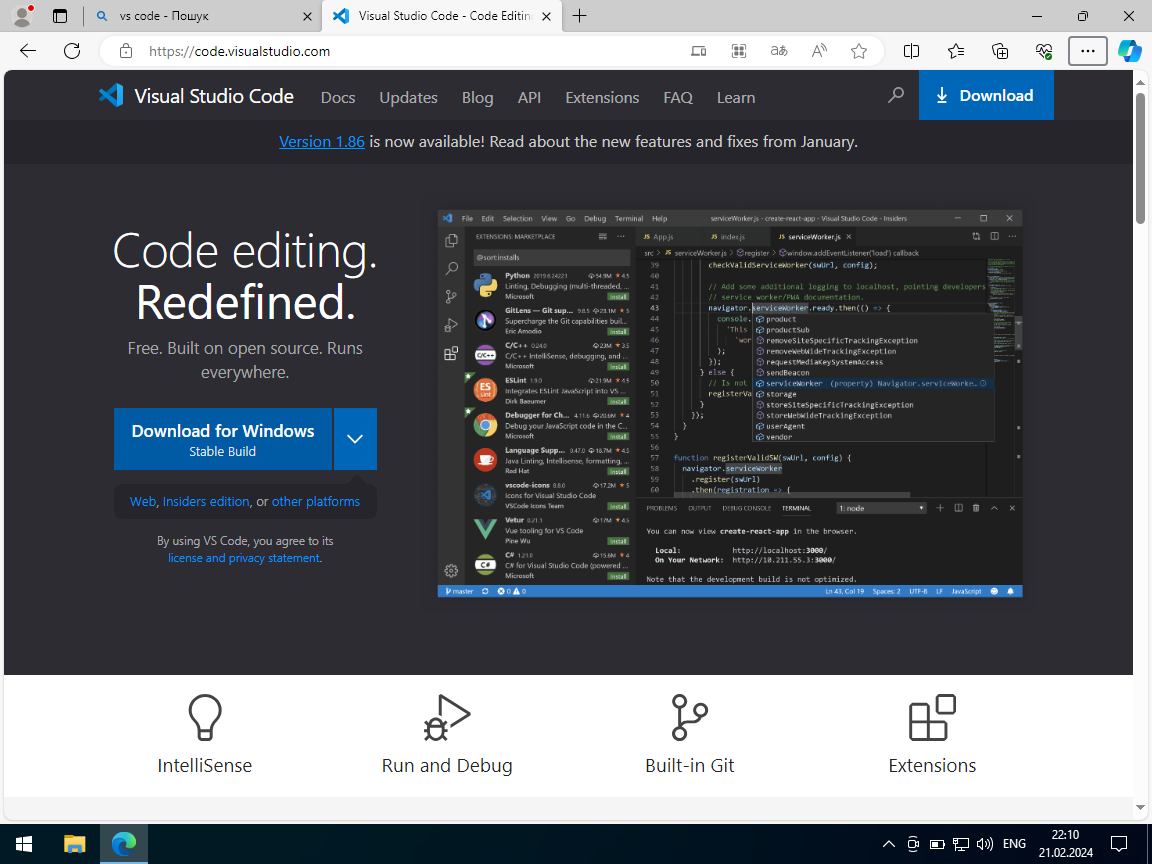 vs code - Пошук
Visual Studio Code - Code Editin
https://code.visualstudio.com
Visual Studio Code
Docs
Updates
Blog
API
Extensions
FAQ
Learn
Download
Version 1.86 is now available! Read about the new features and fixes from January.
Code editing.
Redefined.
Free. Built on open source. Runs
everywhere.
Download for Windows
Stable Build
Web, Insiders edition, or other platforms
By using VS Code, you agree to its
license and privacy statement.
File Edit Selection View Go Debug Terminal Help
serviceWorker.js - create-react-app - Visual Studio Code - Insiders
EXTENSIONS: MARKETPLACE
@sort:installs
Python 2019.6.24221 54.9M 4.5
Linting, Debugging (multi-threaded, ...
Microsoft Install
GitLens — Git sup... 9.8.5 23.1M 5
Supercharge the Git capabilities buil...
Eric Amodio Install
C/C++ 0.24.0 23M 3.5
C/C++ IntelliSense, debugging, and ...
Microsoft Install
ESLint 1.9.0 21.9M 4.5
Integrates ESLint JavaScript into VS ...
Dirk Baeumer Install
Debugger for Ch... 4.11.6 20.6M 4
Debug your JavaScript code in the C...
Microsoft Install
Language Supp... 0.47.0 18.7M 4.5
Java Linting, Intellisense, formatting, ...
Red Hat Install
vscode-icons 8.8.0 17.2M 5
Icons for Visual Studio Code
VSCode Icons Team Install
Vetur 0.21.1 17M 4.5
Vue tooling for VS Code
Pine Wu Install
C# 1.21.0 15.6M 4
C# for Visual Studio Code (powered ...
Microsoft Install
App.js
index.js
serviceWorker.js
src > serviceWorker.js > register > window.addEventListener('load') callback
39 checkValidServiceWorker(swUrl, config);
40
41 // Add some additional logging to localhost, pointing developers
42 // service worker/PWA documentation.
43 navigator.serviceWorker.ready.then(() => {
44 console.
45 'This
46 'wor
47 );
48 });
49 } else {
50 // Is not
51 registerVa
52 }
53 });
54 }
55 }
56
57 function registerValidSW(swUrl, config) {
58 navigator.serviceWorker
59 .register(swUrl)
60 .then(registration => {
product
productSub
removeSiteSpecificTrackingException
removeWebWideTrackingException
requestMediaKeySystemAccess
sendBeacon
serviceWorker (property) Navigator.serviceWorke...
storage
storeSiteSpecificTrackingException
storeWebWideTrackingException
userAgent
vendor
PROBLEMS OUTPUT DEBUG CONSOLE TERMINAL 1: node
You can now view create-react-app in the browser.
Local: http://localhost:3000/
On Your Network: http://10.211.55.3:3000/
Note that the development build is not optimized.
master 0 0 Ln 43, Col 19 Spaces: 2 UTF-8 LF JavaScript
IntelliSense
Run and Debug
Built-in Git
Extensions
ENG
22:10
21.02.2024